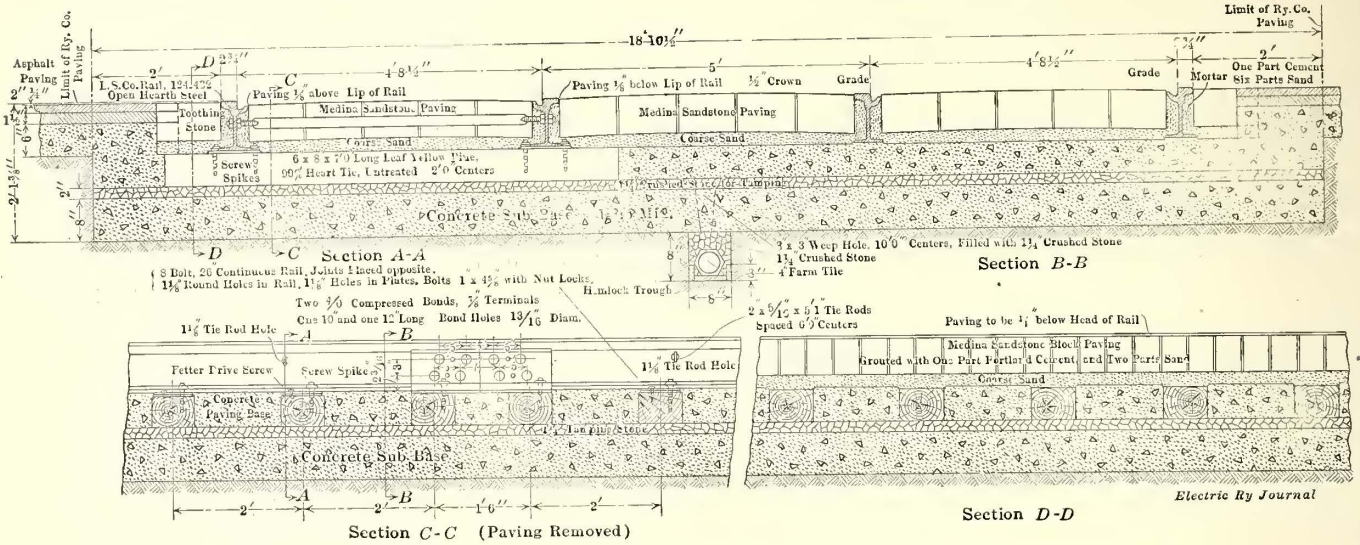 Limit of Ry. Co.
Paving
18'10½"
Asphalt
Paving
Limit of Ry. Co.
Paving
D
2'
C
4'8½"
5'
4'8½"
2'
L.S.Co.Rail,
Open Hearth Steel
Paving ⅛" above Lip of Rail
Paving ⅛" below Lip of Rail
½" Crown
Grade
Grade
Mortar
One Part Cement
Six Parts Sand
Toothing
Stone
Medina Sandstone Paving
Medina Sandstone Paving
Coarse Sand
Coarse Sand
6"
Screw
Spikes
6 x 8 x 7'0 Long Leaf Yellow Pine,
Heart Tie, Untreated 2'0 Centers
Crushed Stone for Tamping
2"
8"
Concrete Sub Base
D
C
Section A-A
Section B-B
3 x 3 Weep Hole, 10'0" Centers, Filled with 1¼" Crushed Stone
1¼" Crushed Stone
4" Farm Tile
8"
3"
Hemlock Trough
8"
8 Bolt, 26" Continuous Rail, Joints Placed opposite.
1⅛" Round Holes in Rail, 1⅛" Holes in Plates, Bolts 1" x 4⅝" with Nut Locks,
Two 4/0 Compressed Bonds, ⅞" Terminals
One 10" and one 12" Long Bond Holes 13/16" Diam.
2" x 5/16" x 5'1" Tie Rods
Spaced 6'0" Centers
1⅛" Tie Rod Hole
A
B
Paving to be ¼" below Head of Rail
Fetter Drive Screw
Screw Spike
1⅛" Tie Rod Hole
Medina Sandstone Block Paving
Grouted with One Part Portland Cement, and Two Parts Sand
Coarse Sand
Concrete
Paving Base
Tamping Stone
Concrete Sub Base
A
B
2'
2'
1'6"
2'
Section C-C (Paving Removed)
Section D-D
Electric Ry Journal